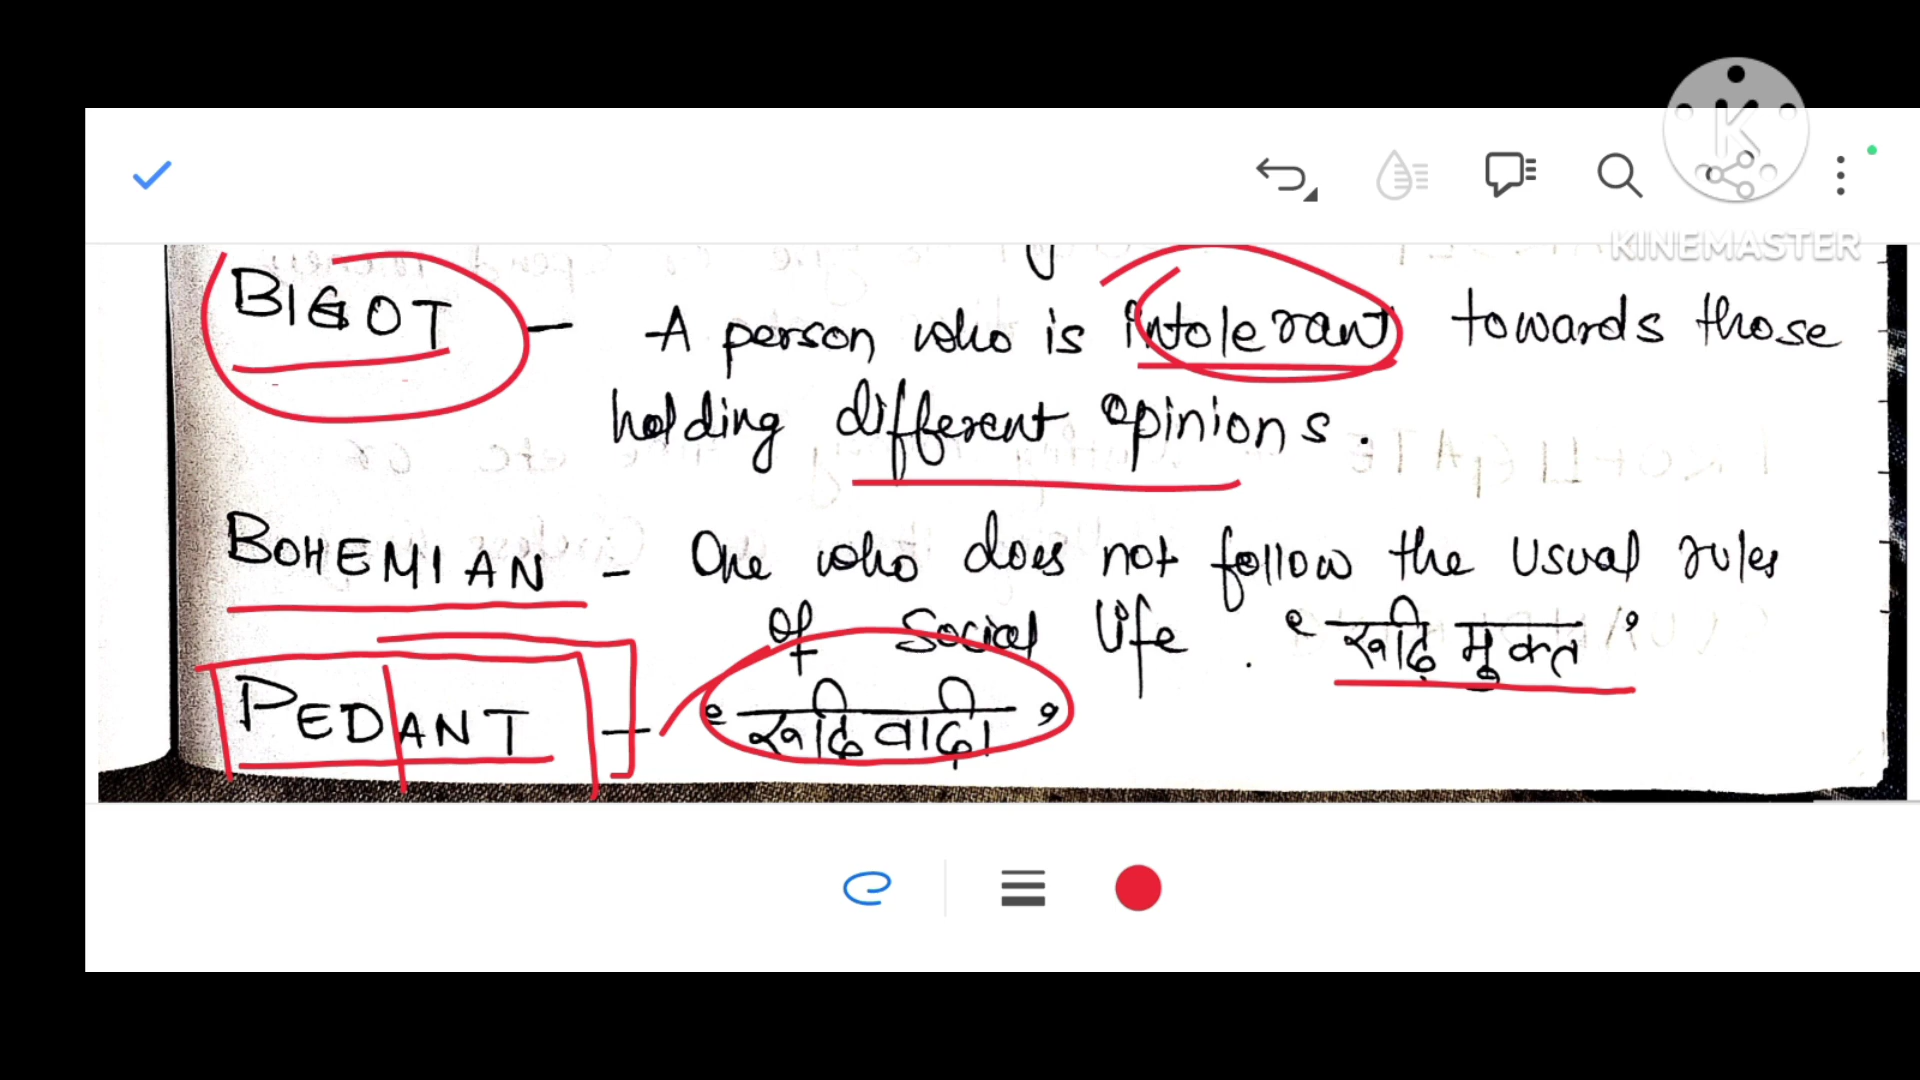 KINEMASTER
BIGOT - A person who is intolerant towards those
holding different opinions.
BOHEMIAN - One who does not follow the usual rules
of social life. 'रूढ़ि मुक्त'
PEDANT - 'रूढ़िवादी'